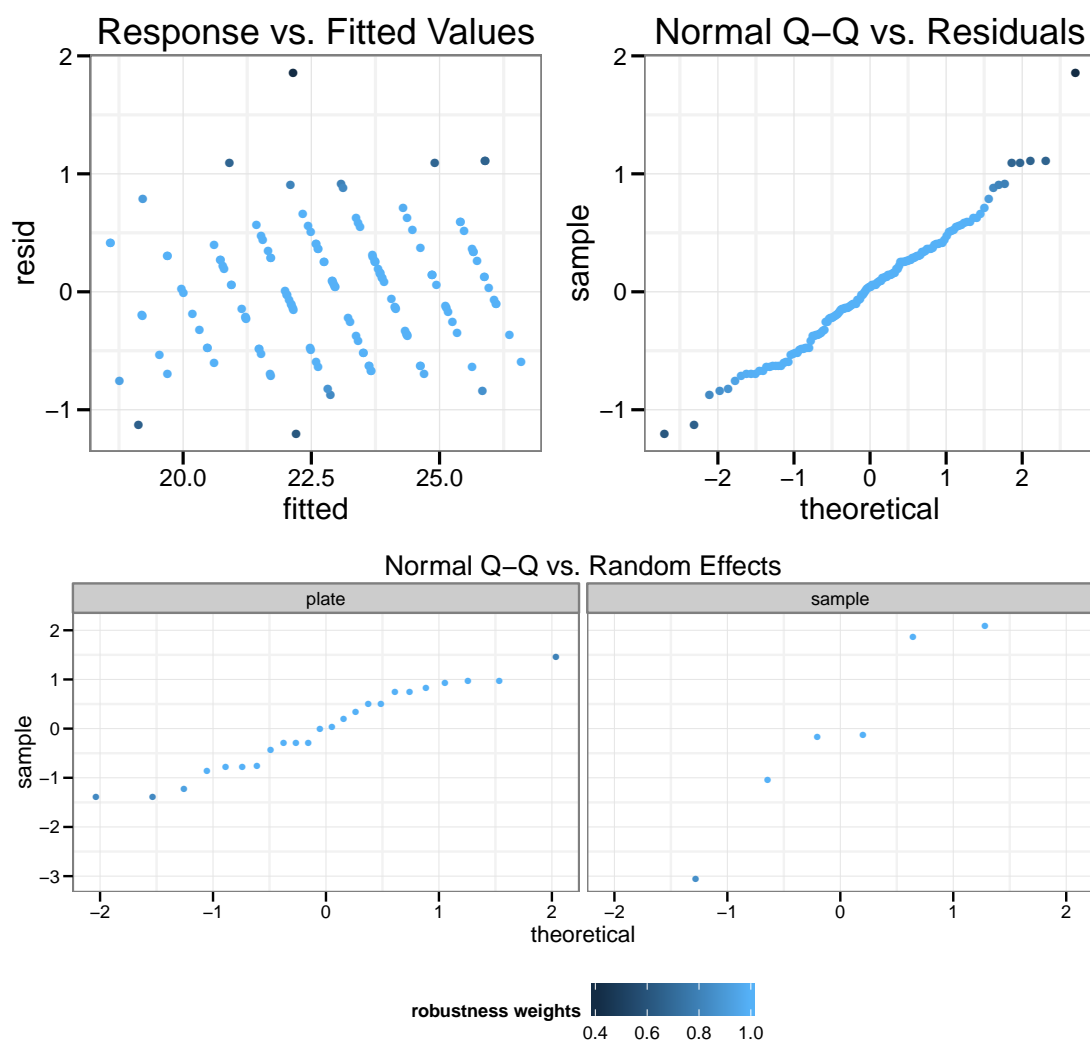 Response vs. Fitted Values
Normal Q−Q vs. Residuals
2
1
0
−1
resid
20.0 22.5 25.0
fitted
2
1
0
−1
sample
−2 −1 0 1 2
theoretical
Normal Q−Q vs. Random Effects
plate sample
2
1
0
−1
−2
−3
sample
−2 −1 0 1 2 −2 −1 0 1 2
theoretical
robustness weights
0.4 0.6 0.8 1.0